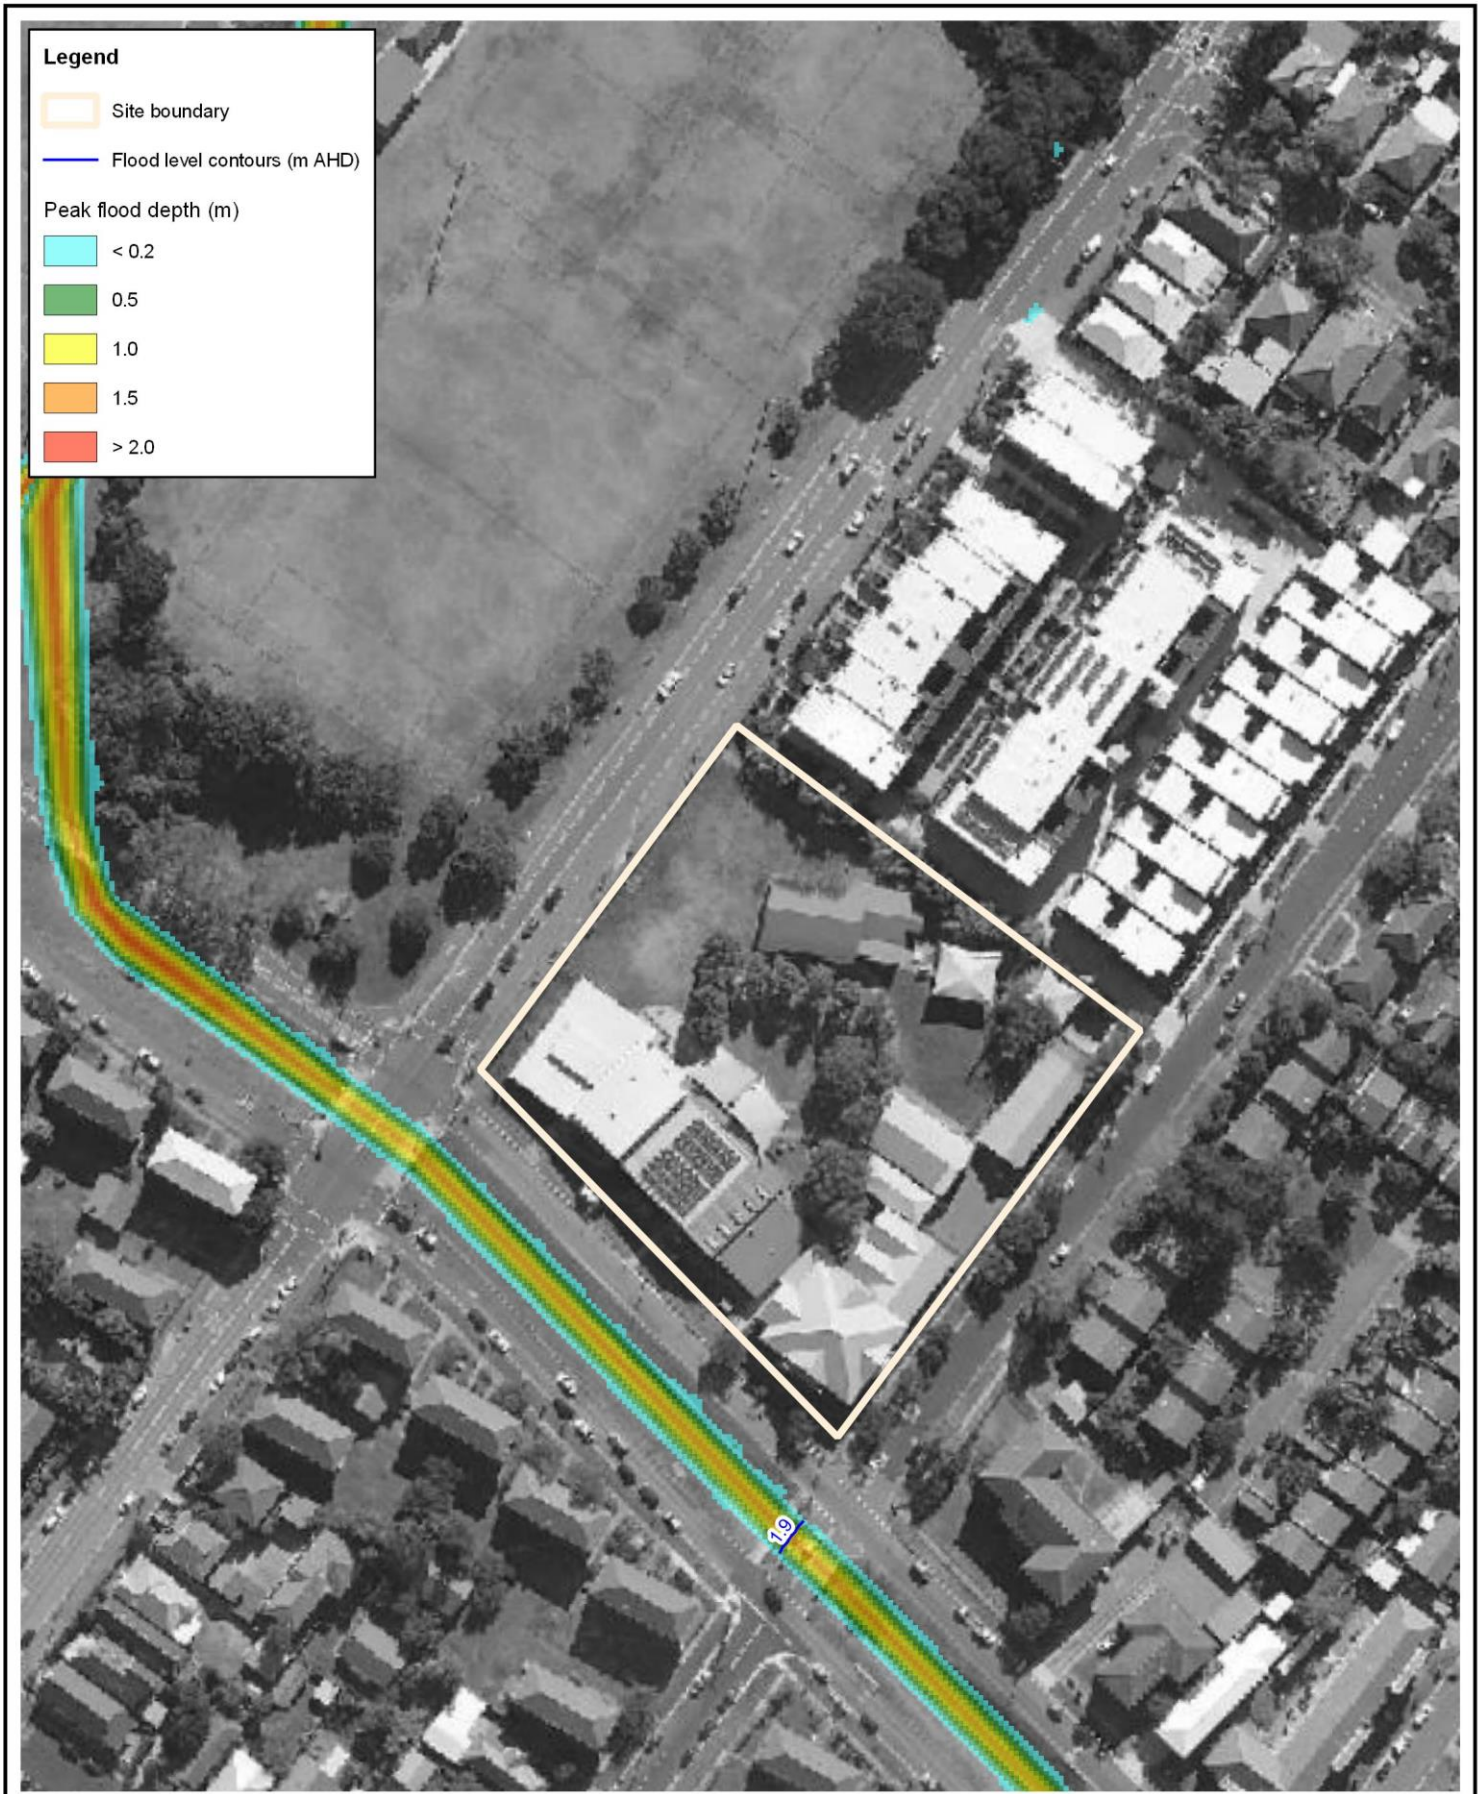 Legend
Site boundary
Flood level contours (m AHD)
Peak flood depth (m)
< 0.2
0.5
1.0
1.5
> 2.0
1.9